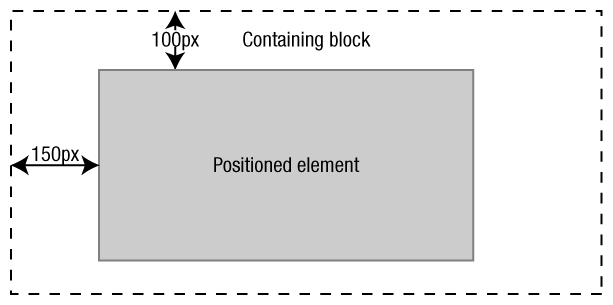 100px
Containing block
150px
Positioned element